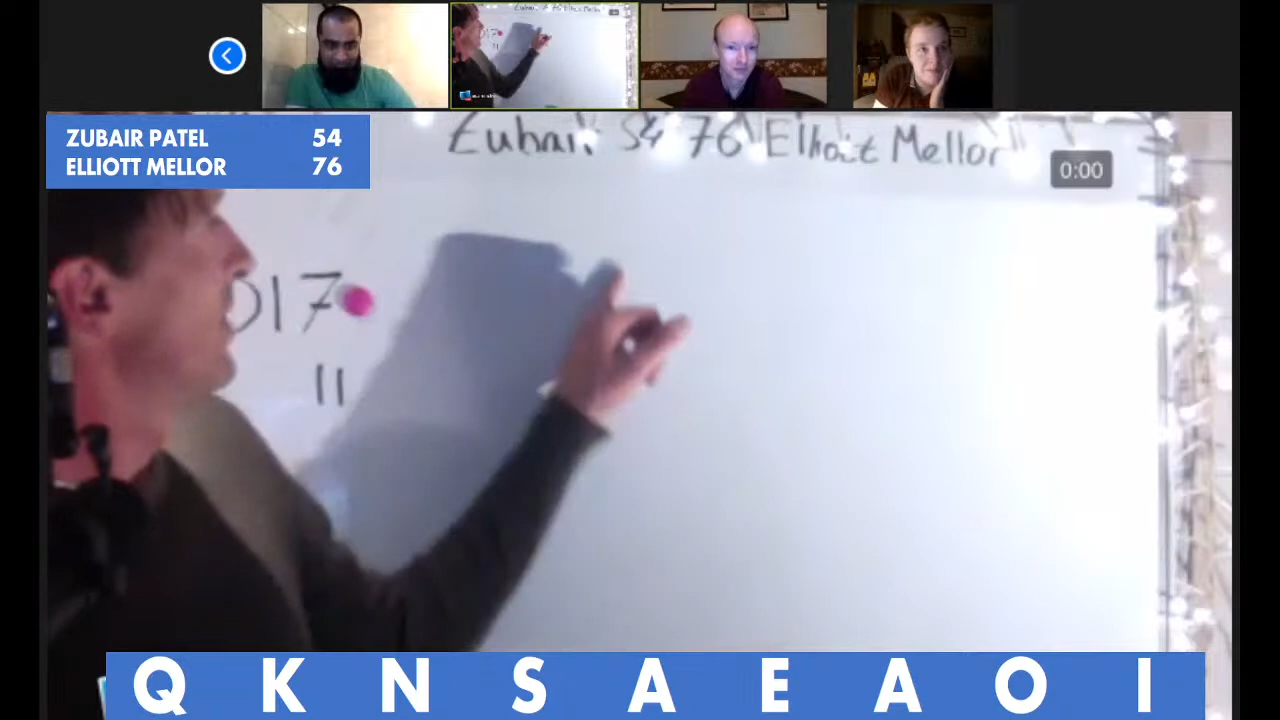 ZUBAIR PATEL 54
ELLIOTT MELLOR 76
Zubair: 54 76 Elliott Mellor
0:00
017
11
Q K N S A E A O I